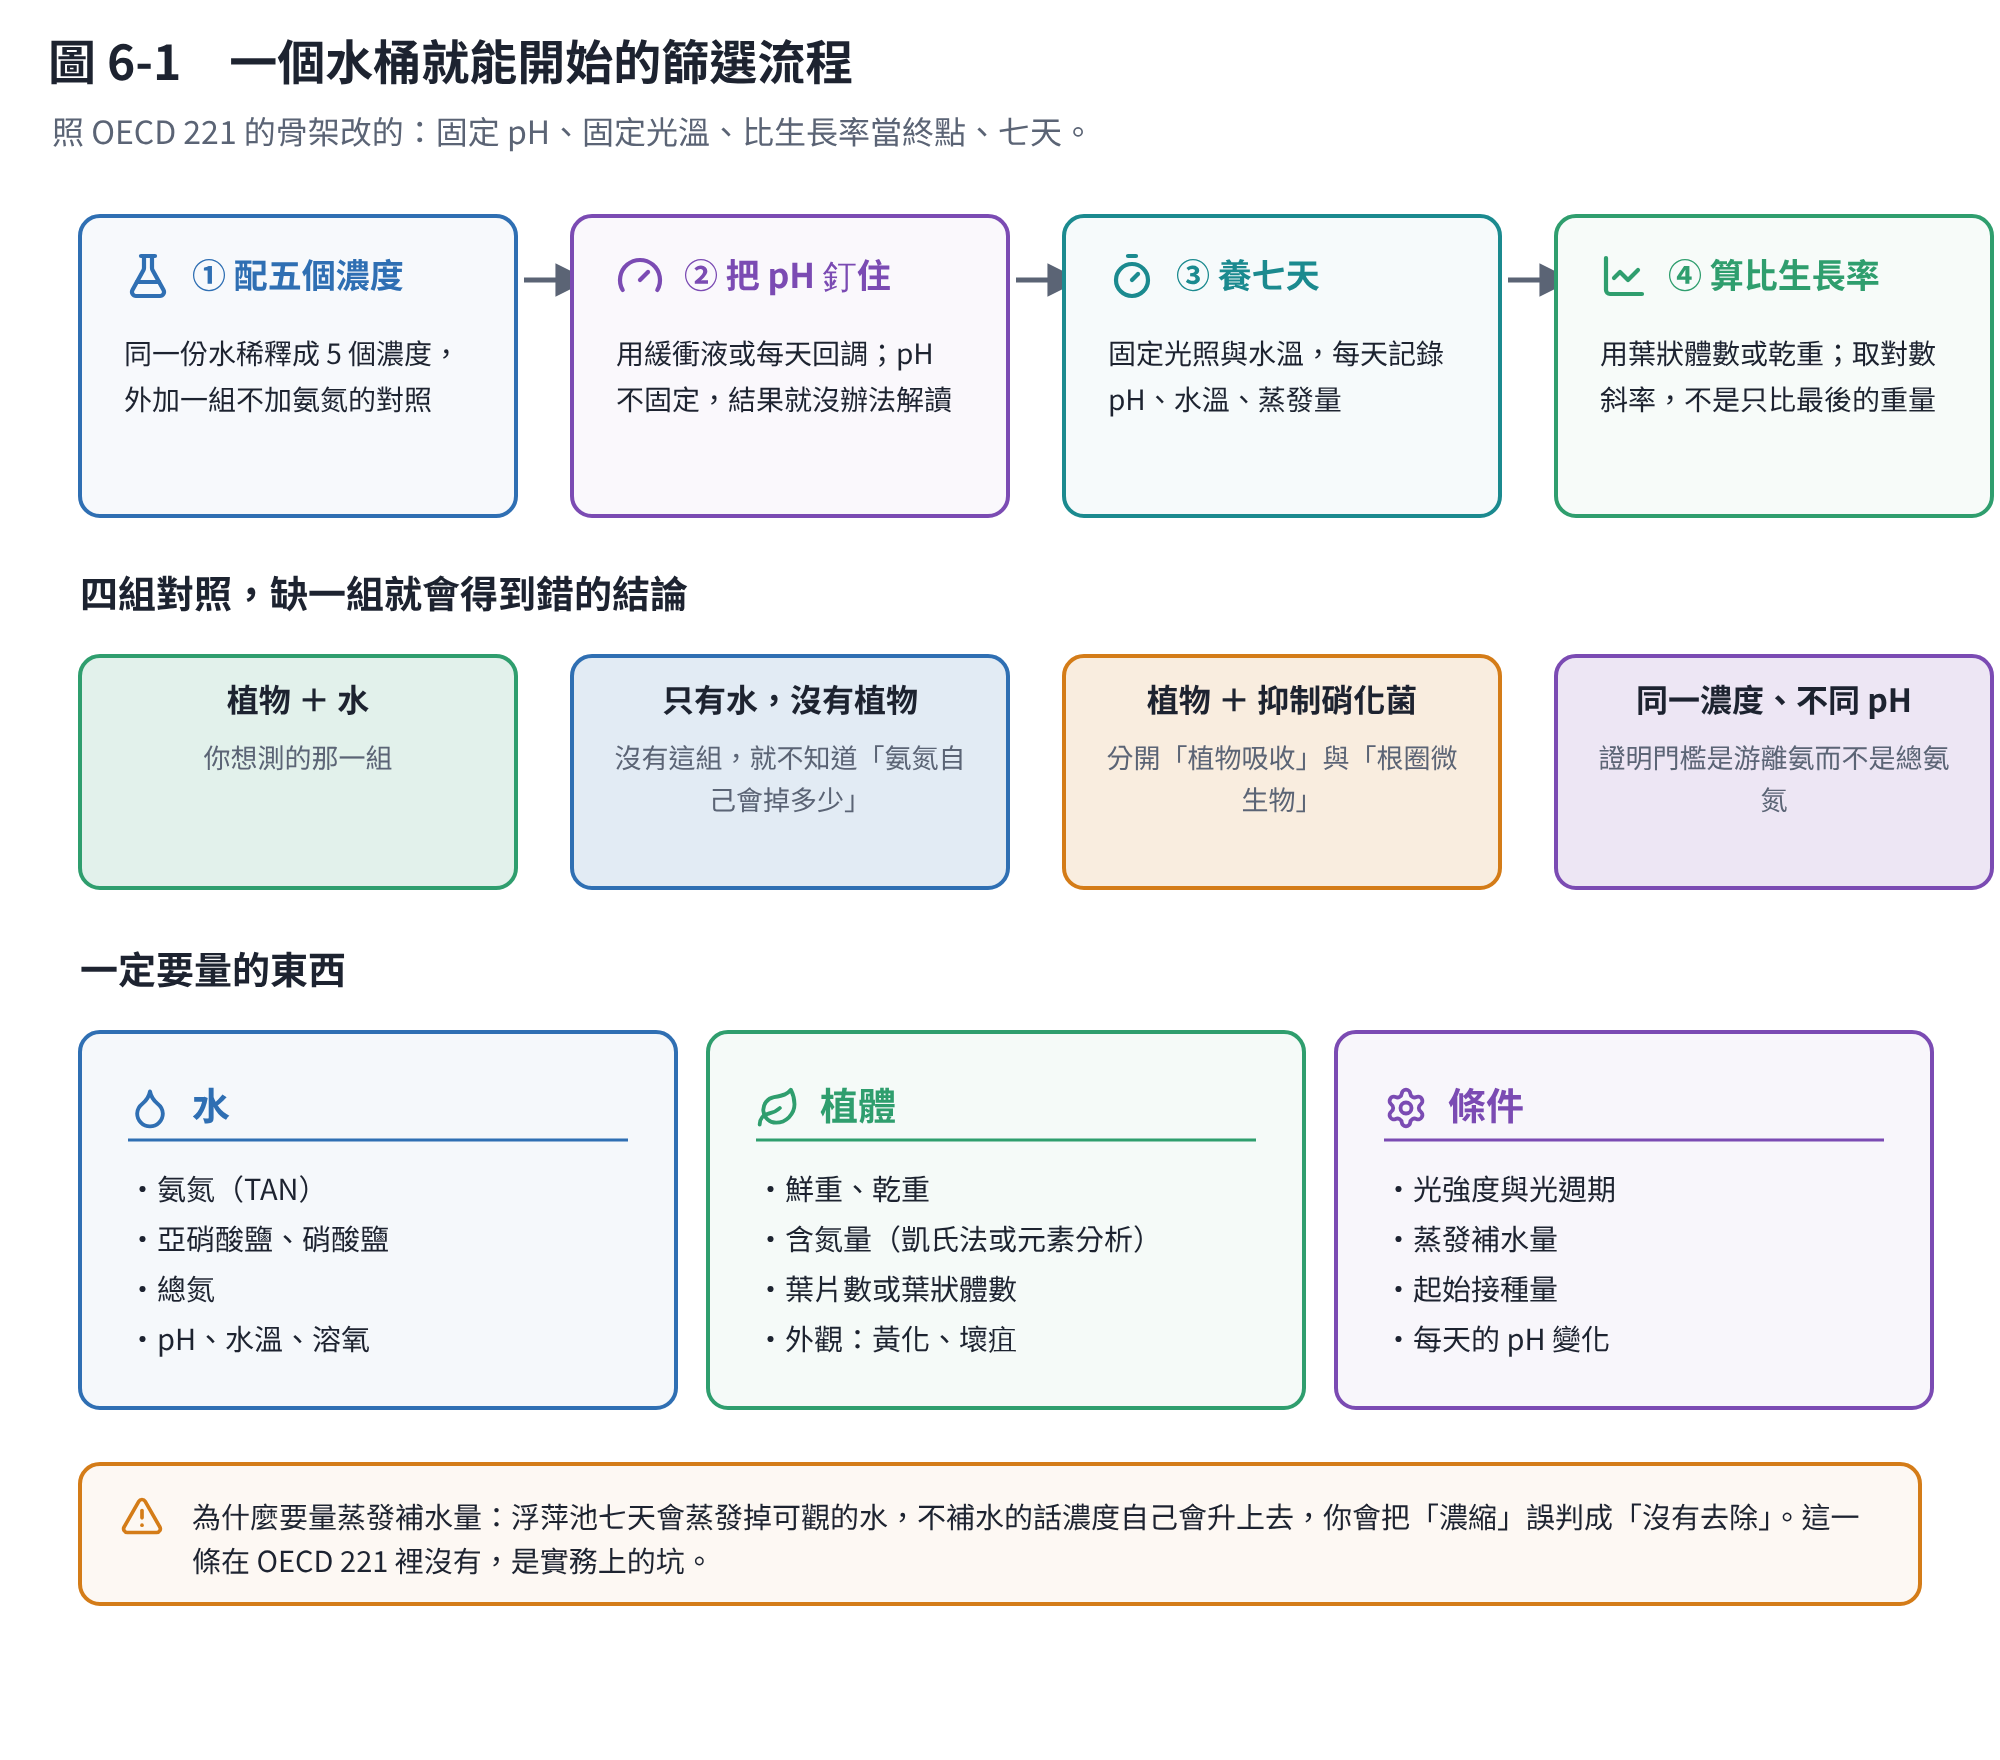 圖 6-1　一個水桶就能開始的篩選流程
照 OECD 221 的骨架改的：固定 pH、固定光溫、比生長率當終點、七天。
① 配五個濃度
同一份水稀釋成 5 個濃度，
外加一組不加氨氮的對照
② 把 pH 釘住
用緩衝液或每天回調；pH
不固定，結果就沒辦法解讀
③ 養七天
固定光照與水溫，每天記錄
pH、水溫、蒸發量
④ 算比生長率
用葉狀體數或乾重；取對數
斜率，不是只比最後的重量
四組對照，缺一組就會得到錯的結論
植物 ＋ 水
你想測的那一組
只有水，沒有植物
沒有這組，就不知道「氨氮自
己會掉多少」
植物 ＋ 抑制硝化菌
分開「植物吸收」與「根圈微
生物」
同一濃度、不同 pH
證明門檻是游離氨而不是總氨
氮
一定要量的東西
水
・氨氮（TAN）
・亞硝酸鹽、硝酸鹽
・總氮
・pH、水溫、溶氧
植體
・鮮重、乾重
・含氮量（凱氏法或元素分析）
・葉片數或葉狀體數
・外觀：黃化、壞疽
條件
・光強度與光週期
・蒸發補水量
・起始接種量
・每天的 pH 變化
為什麼要量蒸發補水量：浮萍池七天會蒸發掉可觀的水，不補水的話濃度自己會升上去，你會把「濃縮」誤判成「沒有去除」。這一
條在 OECD 221 裡沒有，是實務上的坑。